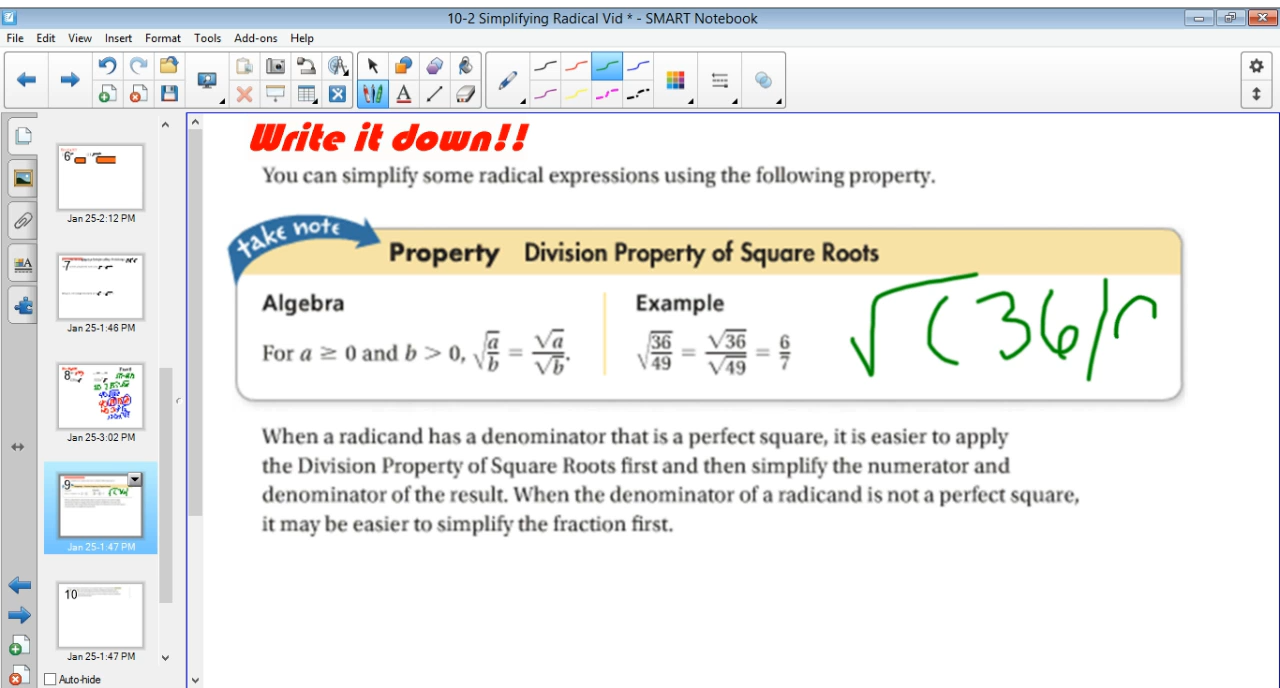 10-2 Simplifying Radical Vid * - SMART Notebook
File Edit View Insert Format Tools Add-ons Help
Write it down!!
You can simplify some radical expressions using the following property.
take note
Property Division Property of Square Roots
Algebra
For a ≥ 0 and b > 0, √(a/b) = √a/√b.
Example
√(36/49) = √36/√49 = 6/7
√(36/
When a radicand has a denominator that is a perfect square, it is easier to apply
the Division Property of Square Roots first and then simplify the numerator and
denominator of the result. When the denominator of a radicand is not a perfect square,
it may be easier to simplify the fraction first.
6
Jan 25-2:12 PM
7
Jan 25-1:46 PM
8
Jan 25-3:02 PM
9
Jan 25-1:47 PM
10
Jan 25-1:47 PM
Auto-hide